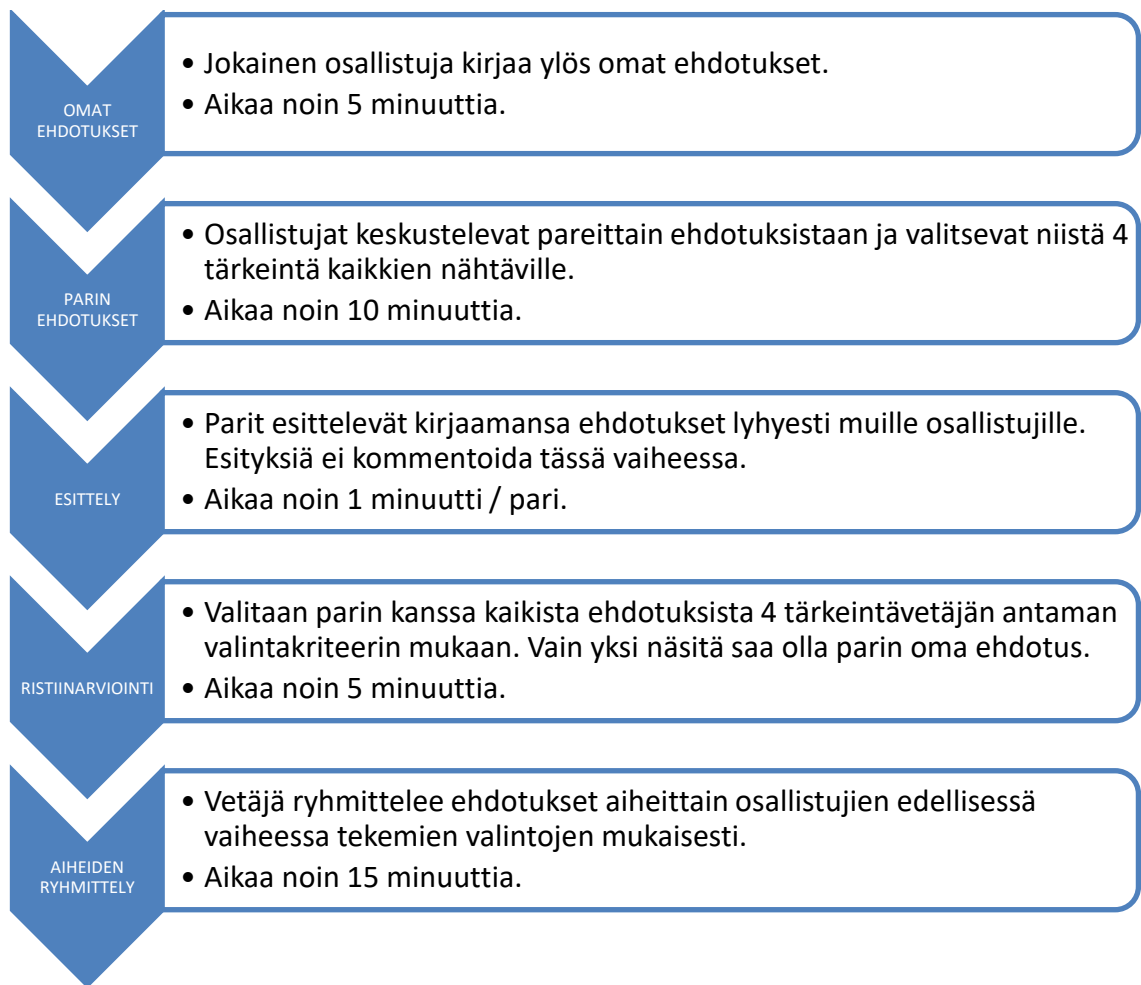 OMAT
EHDOTUKSET
• Jokainen osallistuja kirjaa ylös omat ehdotukset.
• Aikaa noin 5 minuuttia.
PARIN
EHDOTUKSET
• Osallistujat keskustelevat pareittain ehdotuksistaan ja valitsevat niistä 4
tärkeintä kaikkien nähtäville.
• Aikaa noin 10 minuuttia.
ESITTELY
• Parit esittelevät kirjaamansa ehdotukset lyhyesti muille osallistujille.
Esityksiä ei kommentoida tässä vaiheessa.
• Aikaa noin 1 minuutti / pari.
RISTIINARVIOINTI
• Valitaan parin kanssa kaikista ehdotuksista 4 tärkeintävetäjän antaman
valintakriteerin mukaan. Vain yksi näsitä saa olla parin oma ehdotus.
• Aikaa noin 5 minuuttia.
AIHEIDEN
RYHMITTELY
• Vetäjä ryhmittelee ehdotukset aiheittain osallistujien edellisessä
vaiheessa tekemien valintojen mukaisesti.
• Aikaa noin 15 minuuttia.